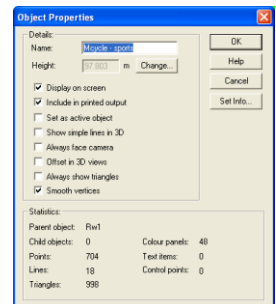 Object Properties
Details:
Name: Mcycle - sports
OK
Height: 97.803 m Change...
Help
Display on screen
Cancel
Include in printed output
Set Info...
Set as active object
Show simple lines in 3D
Always face camera
Offset in 3D views
Always show triangles
Smooth vertices
Statistics:
Parent object: Rw1
Child objects: 0 Colour panels: 48
Points: 704 Text items: 0
Lines: 18 Control points: 0
Triangles: 998